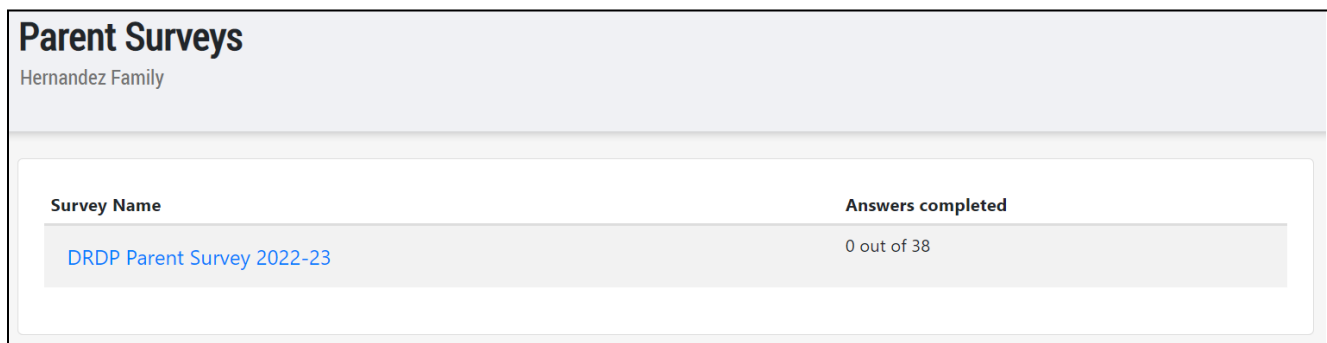 Parent Surveys
Hernandez Family
Survey Name Answers completed
DRDP Parent Survey 2022-23 0 out of 38